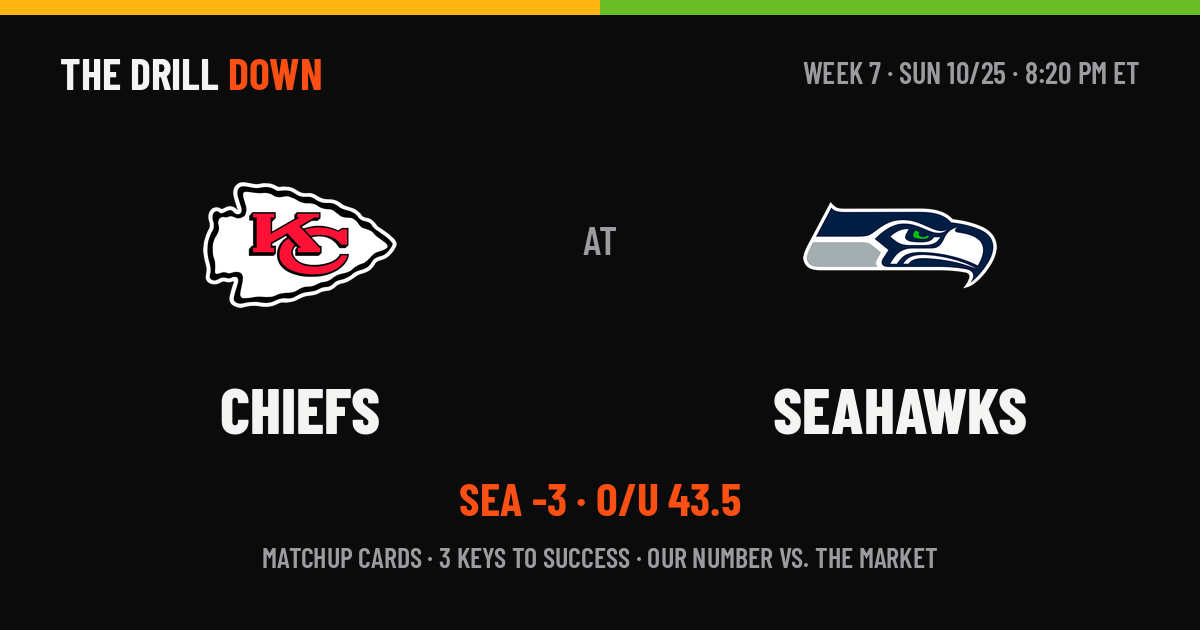 THE DRILL DOWN
WEEK 7 · SUN 10/25 · 8:20 PM ET
KC
AT
CHIEFS
SEAHAWKS
SEA -3 · O/U 43.5
MATCHUP CARDS · 3 KEYS TO SUCCESS · OUR NUMBER VS. THE MARKET